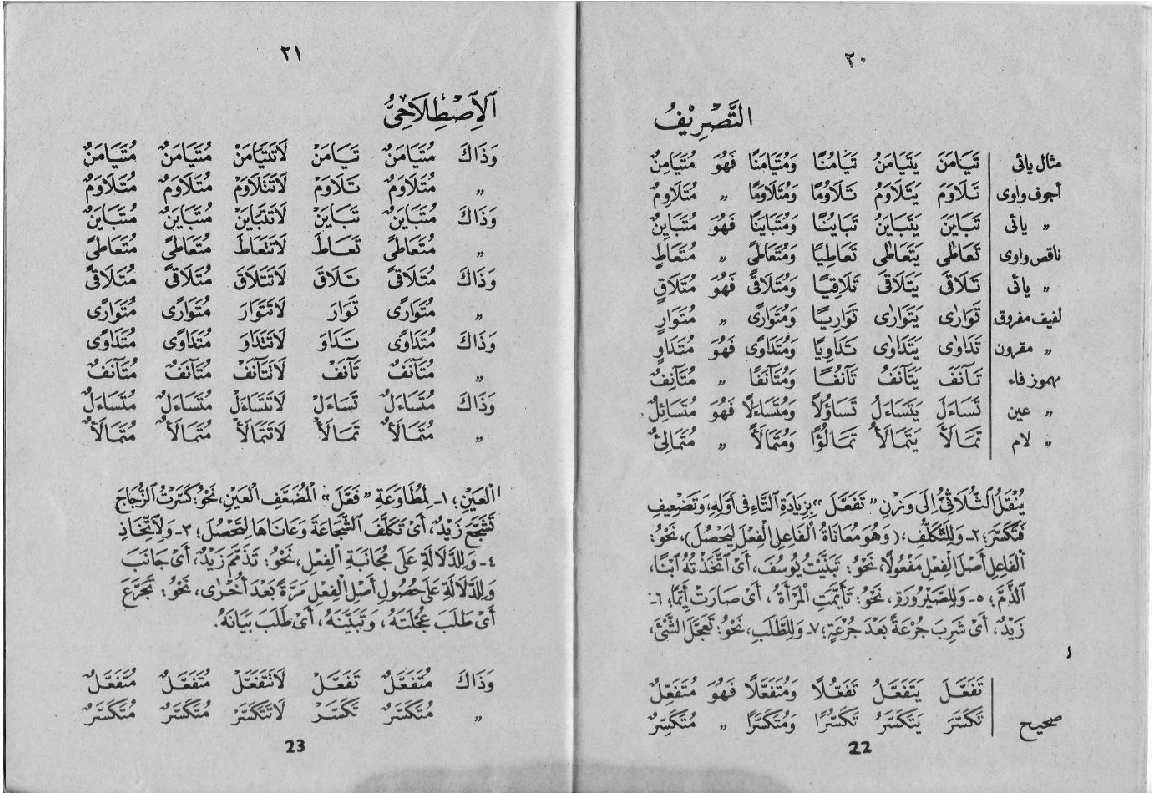 ٢٠ ٢١
التَّصْرِيْفُ اَلْاِصْطِلَاحِيُّ
مثال يائى تَيَامَنَ يَتَيَامَنُ تَيَامُنًا وَمُتَيَامَنًا فَهُوَ مُتَيَامِنٌ وَذَاكَ مُتَيَامَنٌ تَيَامَنْ لَاتَتَيَامَنْ مُتَيَامَنٌ مُتَيَامَنٌ
أجوف واوى تَلَاوَمَ يَتَلَاوَمُ تَلَاوُمًا وَمُتَلَاوَمًا ” مُتَلَاوِمٌ ” مُتَلَاوَمٌ تَلَاوَمْ لَاتَتَلَاوَمْ مُتَلَاوَمٌ مُتَلَاوَمٌ
” يائى تَبَايَنَ يَتَبَايَنُ تَبَايُنًا وَمُتَبَايَنًا فَهُوَ مُتَبَايِنٌ وَذَاكَ مُتَبَايَنٌ تَبَايَنْ لَاتَتَبَايَنْ مُتَبَايَنٌ مُتَبَايَنٌ
ناقص واوى تَعَاطٰى يَتَعَاطٰى تَعَاطِيًا وَمُتَعَاطًى ” مُتَعَاطٍ ” مُتَعَاطًى تَعَاطَ لَاتَتَعَاطَ مُتَعَاطًى مُتَعَاطًى
” يائى تَلَاقَى يَتَلَاقَى تَلَاقِيًا وَمُتَلَاقًى فَهُوَ مُتَلَاقٍ وَذَاكَ مُتَلَاقًى تَلَاقَ لَاتَتَلَاقَ مُتَلَاقًى مُتَلَاقًى
لفيف مفروق تَوَارٰى يَتَوَارٰى تَوَارِيًا وَمُتَوَارًى ” مُتَوَارٍ ” مُتَوَارًى تَوَارَ لَاتَتَوَارَ مُتَوَارًى مُتَوَارًى
” مقرون تَدَاوٰى يَتَدَاوٰى تَدَاوِيًا وَمُتَدَاوًى فَهُوَ مُتَدَاوٍ وَذَاكَ مُتَدَاوًى تَدَاوَ لَاتَتَدَاوَ مُتَدَاوًى مُتَدَاوًى
مهموز فاء تَآنَفَ يَتَآنَفُ تَآنُفًا وَمُتَآنَفًا ” مُتَآنِفٌ ” مُتَآنَفٌ تَآنَفْ لَاتَتَآنَفْ مُتَآنَفٌ مُتَآنَفٌ
” عين تَسَاءَلَ يَتَسَاءَلُ تَسَاؤُلًا وَمُتَسَاءَلًا فَهُوَ مُتَسَائِلٌ وَذَاكَ مُتَسَاءَلٌ تَسَاءَلْ لَاتَتَسَاءَلْ مُتَسَاءَلٌ مُتَسَاءَلٌ
” لام تَمَالَأَ يَتَمَالَأُ تَمَالُؤًا وَمُتَمَالَأً ” مُتَمَالِئٌ ” مُتَمَالَأٌ تَمَالَأْ لَاتَتَمَالَأْ مُتَمَالَأٌ مُتَمَالَأٌ
يُنْقَلُ الثُّلَاثِيُّ إِلَى وَزْنِ “تَفَعَّلَ” بِزِيَادَةِ التَّاءِ فِى أَوَّلِهِ، وَتَضْعِيْفِ الْعَيْنِ؛ ١- لِمُطَاوَعَةِ “فَعَّلَ” الْمُضَعَّفِ الْعَيْنِ، نَحْوُ: كَسَّرْتُ الزُّجَاجَ
فَتَكَسَّرَ؛ ٢- وَلِلتَّكَلُّفِ، (وَهُوَ مُعَانَاةُ الْفَاعِلِ الْفِعْلَ لِيَحْصُلَ)، نَحْوُ: تَشَجَّعَ زَيْدٌ، أَىْ تَكَلَّفَ الشَّجَاعَةَ وَعَانَاهَا لِتَحْصُلَ؛ ٣- وَلِاتِّخَاذِ
الْفَاعِلِ أَصْلَ الْفِعْلِ مَفْعُوْلًا، نَحْوُ: تَبَنَّيْتُ يُوسُفَ، أَىْ اتَّخَذْتُهُ ابْنًا، ٤- وَلِلدَّلَالَةِ عَلَى مُجَانَبَةِ الْفِعْلِ، نَحْوُ: تَذَمَّمَ زَيْدٌ، أَىْ جَانَبَ
الذَّمَّ؛ ٥- وَلِلصَّيْرُوْرَةِ، نَحْوُ: تَأَيَّمَتِ الْمَرْأَةُ، أَىْ صَارَتْ أَيِّمًا؛ ٦- وَلِلدَّلَالَةِ عَلَى حُصُوْلِ أَصْلِ الْفِعْلِ مَرَّةً بَعْدَ أُخْرَى، نَحْوُ: تَجَرَّعَ
زَيْدٌ، أَىْ شَرِبَ جُرْعَةً بَعْدَ جُرْعَةٍ؛ ٧- وَلِلطَّلَبِ، نَحْوُ: تَعَجَّلَ الشَّيْئَ، أَىْ طَلَبَ عُجْلَتَهُ، وَتَبَيَّنَهُ، أَىْ طَلَبَ بَيَانَهُ.
تَفَعَّلَ يَتَفَعَّلُ تَفَعُّلًا وَمُتَفَعَّلًا فَهُوَ مُتَفَعِّلٌ وَذَاكَ مُتَفَعَّلٌ تَفَعَّلْ لَاتَتَفَعَّلْ مُتَفَعَّلٌ مُتَفَعَّلٌ
صحيح تَكَسَّرَ يَتَكَسَّرُ تَكَسُّرًا وَمُتَكَسَّرًا ” مُتَكَسِّرٌ ” مُتَكَسَّرٌ تَكَسَّرْ لَاتَتَكَسَّرْ مُتَكَسَّرٌ مُتَكَسَّرٌ
22 23